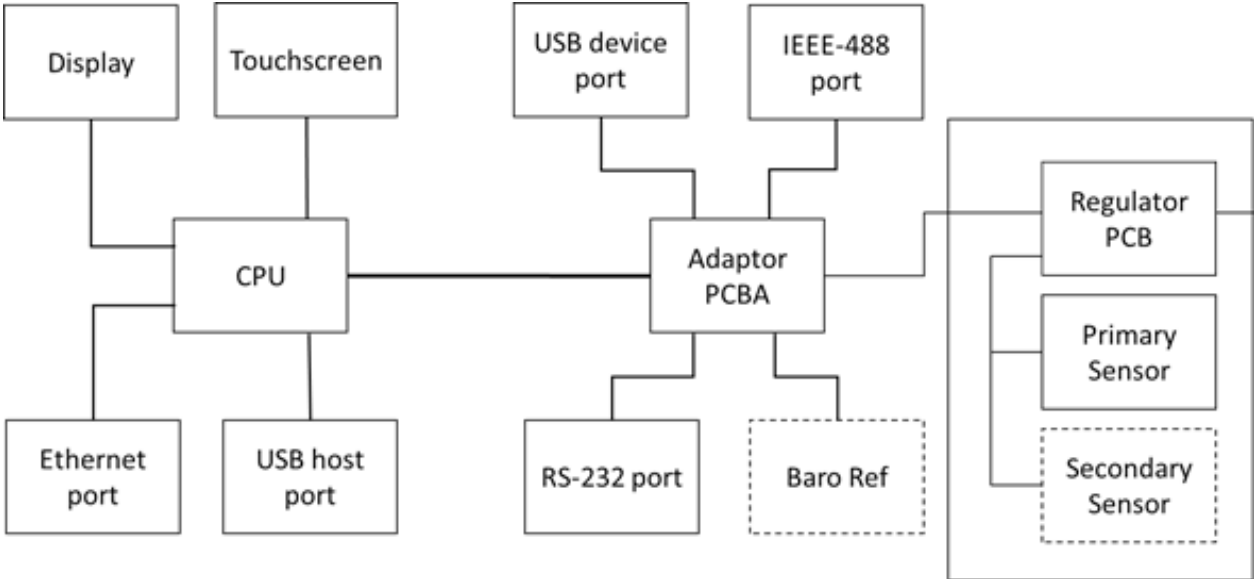 Display
Touchscreen
USB device
port
IEEE-488
port
Regulator
PCB
CPU
Adaptor
PCBA
Primary
Sensor
Ethernet
port
USB host
port
RS-232 port
Baro Ref
Secondary
Sensor